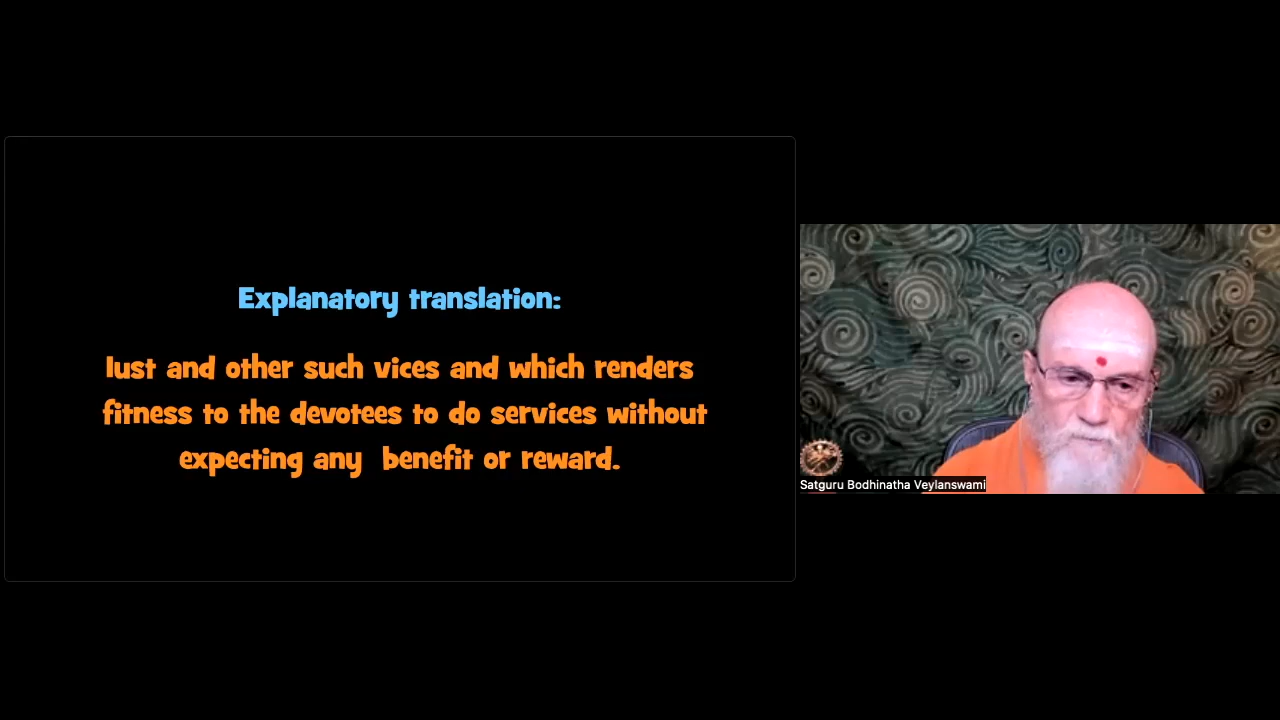 Explanatory translation:
lust and other such vices and which renders
fitness to the devotees to do services without
expecting any  benefit or reward.
Satguru Bodhinatha Veylanswami